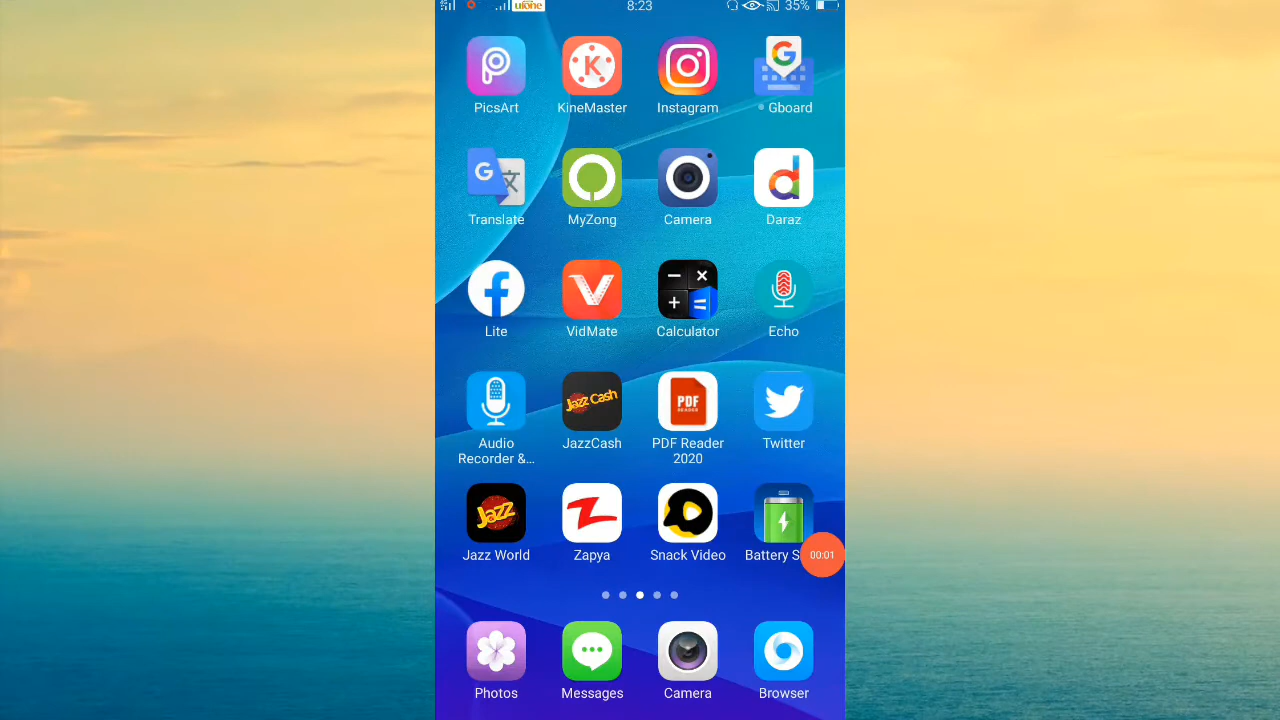 ufone 8:23 35%
PicsArt KineMaster Instagram Gboard
Translate MyZong Camera Daraz
Lite VidMate Calculator Echo
Audio Recorder &... JazzCash PDF Reader 2020 Twitter
Jazz World Zapya Snack Video Battery S
00:01
Photos Messages Camera Browser